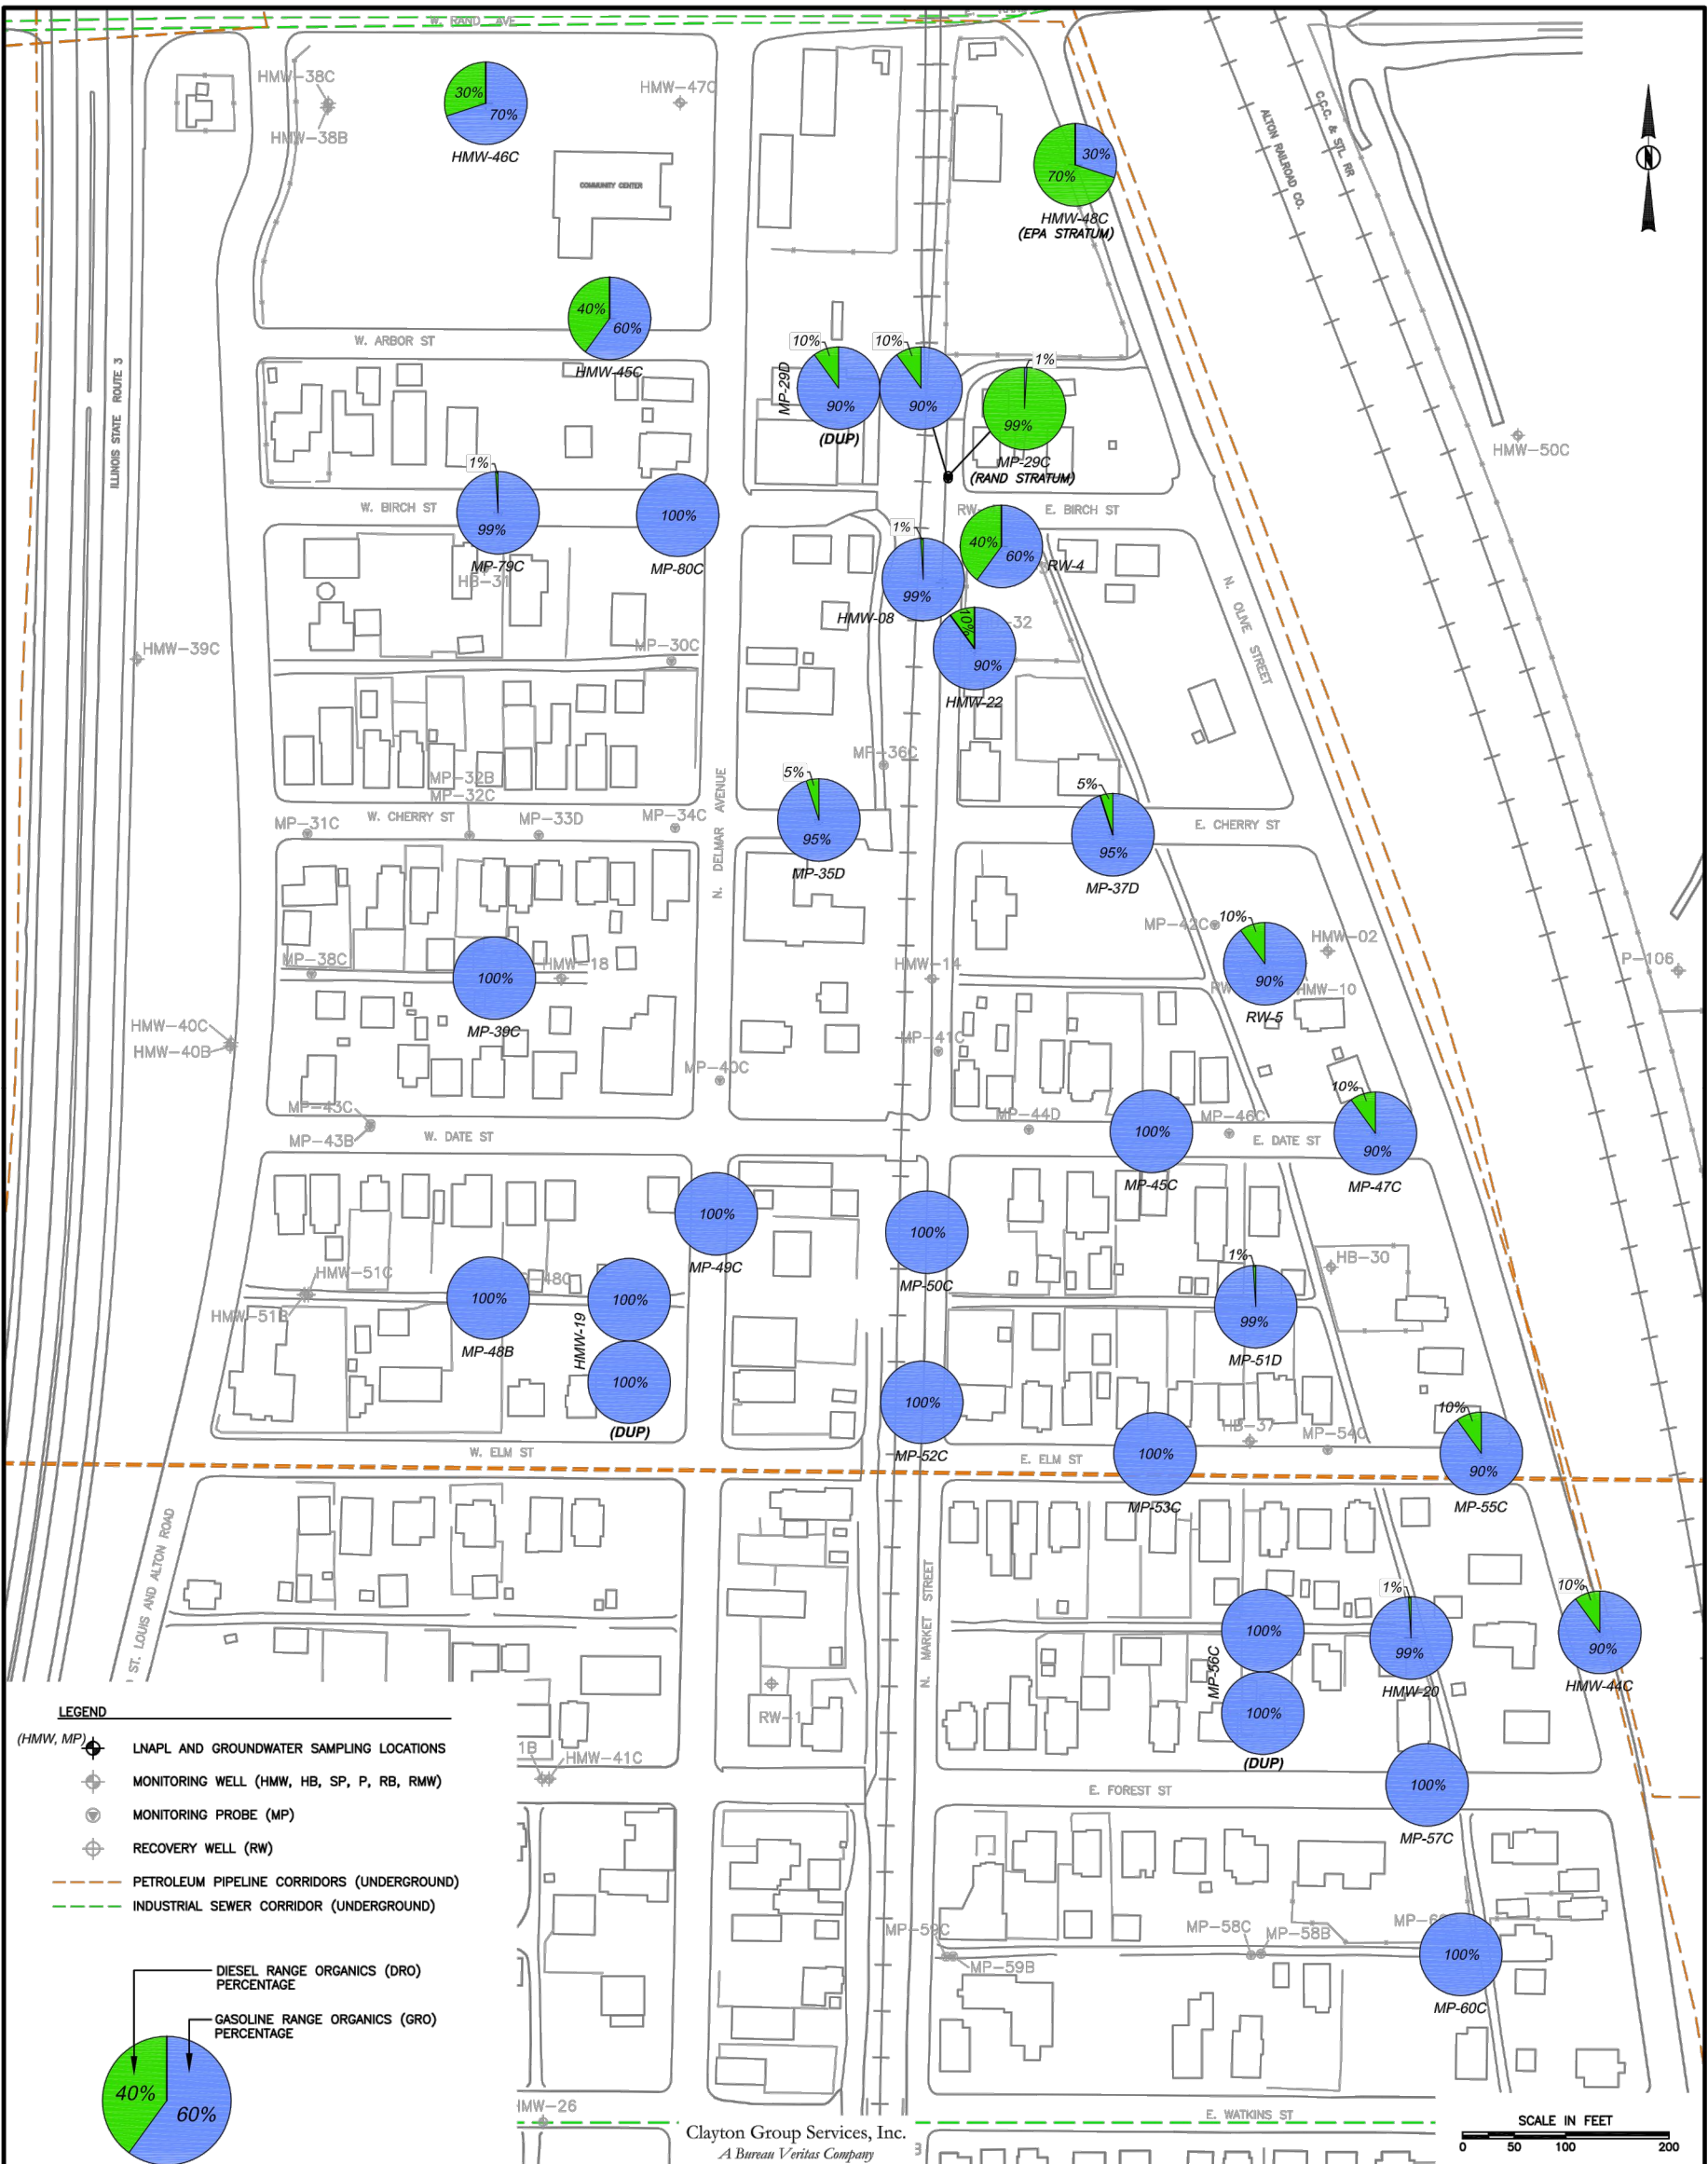 W. RAND AVE
HMW-38C
HMW-38B
30%
70%
HMW-46C
HMW-47C
COMMUNITY CENTER
30%
70%
HMW-48C
(EPA STRATUM)
ALTON RAILROAD CO.
C.C.C. & STL RR
N
ILLINOIS STATE ROUTE 3
40%
60%
HMW-45C
W. ARBOR ST
10%
90%
MP-29D
(DUP)
10%
90%
1%
99%
MP-29C
(RAND STRATUM)
HMW-50C
1%
99%
MP-79C
HB-31
W. BIRCH ST
100%
MP-80C
E. BIRCH ST
RW-
40%
60%
RW-4
1%
99%
HMW-08
10%
90%
-32
HMW-22
N. OLIVE STREET
HMW-39C
MP-30C
MP-36C
MP-32B
MP-32C
W. CHERRY ST
MP-31C
MP-33D
MP-34C
N. DELMAR AVENUE
5%
95%
MP-35D
5%
95%
MP-37D
E. CHERRY ST
MP-42C
10%
90%
RW
RW-5
HMW-02
HMW-10
P-106
MP-38C
100%
MP-39C
HMW-18
HMW-14
HMW-40C
HMW-40B
MP-41C
MP-40C
MP-43C
MP-43B
W. DATE ST
MP-44D
100%
MP-45C
MP-46C
E. DATE ST
10%
90%
MP-47C
100%
MP-49C
100%
MP-50C
HMW-51C
HMW-51B
100%
MP-48B
-48C
100%
HMW-19
100%
(DUP)
1%
99%
MP-51D
HB-30
100%
MP-52C
W. ELM ST
E. ELM ST
100%
MP-53C
HB-37
MP-54C
10%
90%
MP-55C
ST. LOUIS AND ALTON ROAD
N. MARKET STREET
100%
MP-56C
100%
(DUP)
1%
99%
HMW-20
10%
90%
HMW-44C
RW-1
1B
HMW-41C
E. FOREST ST
100%
MP-57C
MP-59C
MP-59B
MP-58C
MP-58B
MP-6
100%
MP-60C
LEGEND
(HMW, MP)
LNAPL AND GROUNDWATER SAMPLING LOCATIONS
MONITORING WELL (HMW, HB, SP, P, RB, RMW)
MONITORING PROBE (MP)
RECOVERY WELL (RW)
PETROLEUM PIPELINE CORRIDORS (UNDERGROUND)
INDUSTRIAL SEWER CORRIDOR (UNDERGROUND)
DIESEL RANGE ORGANICS (DRO)
PERCENTAGE
GASOLINE RANGE ORGANICS (GRO)
PERCENTAGE
40%
60%
HMW-26
E. WATKINS ST
Clayton Group Services, Inc.
A Bureau Veritas Company
SCALE IN FEET
0 50 100 200